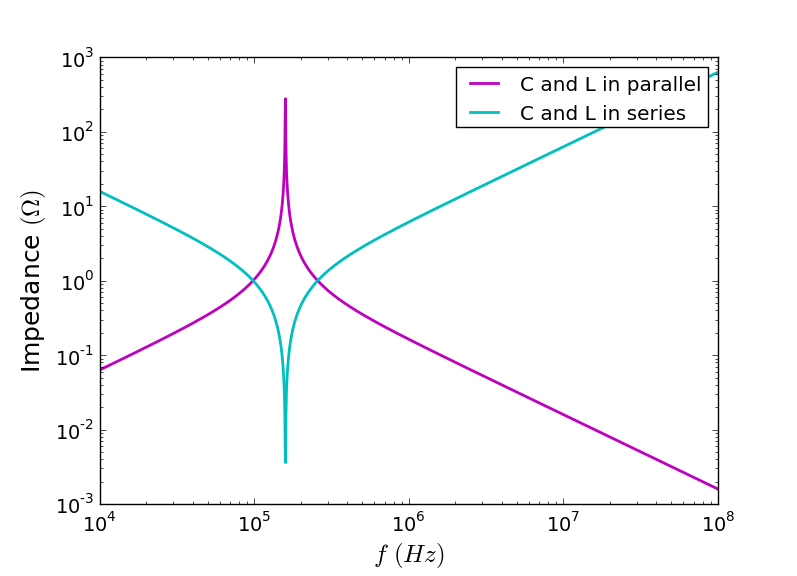 10³
10²
10¹
10⁰
10⁻¹
10⁻²
10⁻³
Impedance (Ω)
C and L in parallel
C and L in series
10⁴ 10⁵ 10⁶ 10⁷ 10⁸
f (Hz)